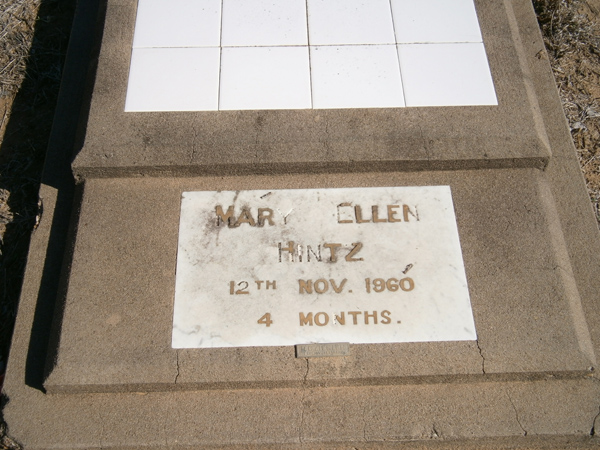 MARY ELLEN
HINTZ
12TH NOV. 1960
4 MONTHS.